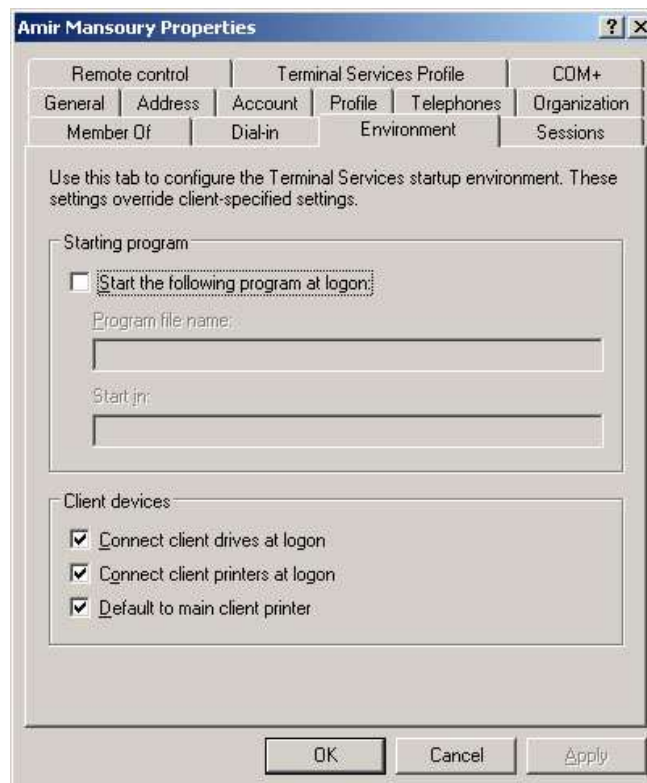 Amir Mansoury Properties
Remote control Terminal Services Profile COM+
General Address Account Profile Telephones Organization
Member Of Dial-in Environment Sessions
Use this tab to configure the Terminal Services startup environment. These
settings override client-specified settings.
Starting program
Start the following program at logon:
Program file name:
Start in:
Client devices
Connect client drives at logon
Connect client printers at logon
Default to main client printer
OK Cancel Apply